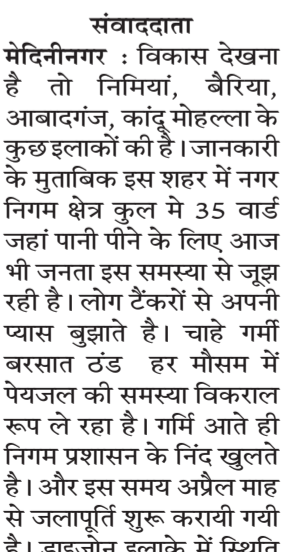 संवाददाता
मेदिनीनगर : विकास देखना
है तो निमियां, बैरिया,
आबादगंज, कांदू मोहल्ला के
कुछ इलाकों की है। जानकारी
के मुताबिक इस शहर में नगर
निगम क्षेत्र कुल मे 35 वार्ड
जहां पानी पीने के लिए आज
भी जनता इस समस्या से जूझ
रही है। लोग टैंकरों से अपनी
प्यास बुझाते है। चाहे गर्मी
बरसात ठंड हर मौसम में
पेयजल की समस्या विकराल
रूप ले रहा है। गर्मि आते ही
निगम प्रशासन के निंद खुलते
है। और इस समय अप्रैल माह
से जलापूर्ति शुरू करायी गयी
है। ड्राइजोन इलाके में स्थिति